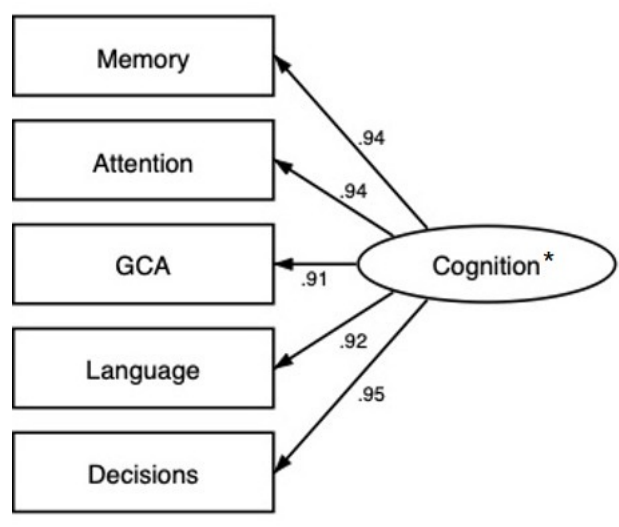 Memory
.94
Attention
.94
Cognition*
GCA
.91
Language
.92
.95
Decisions